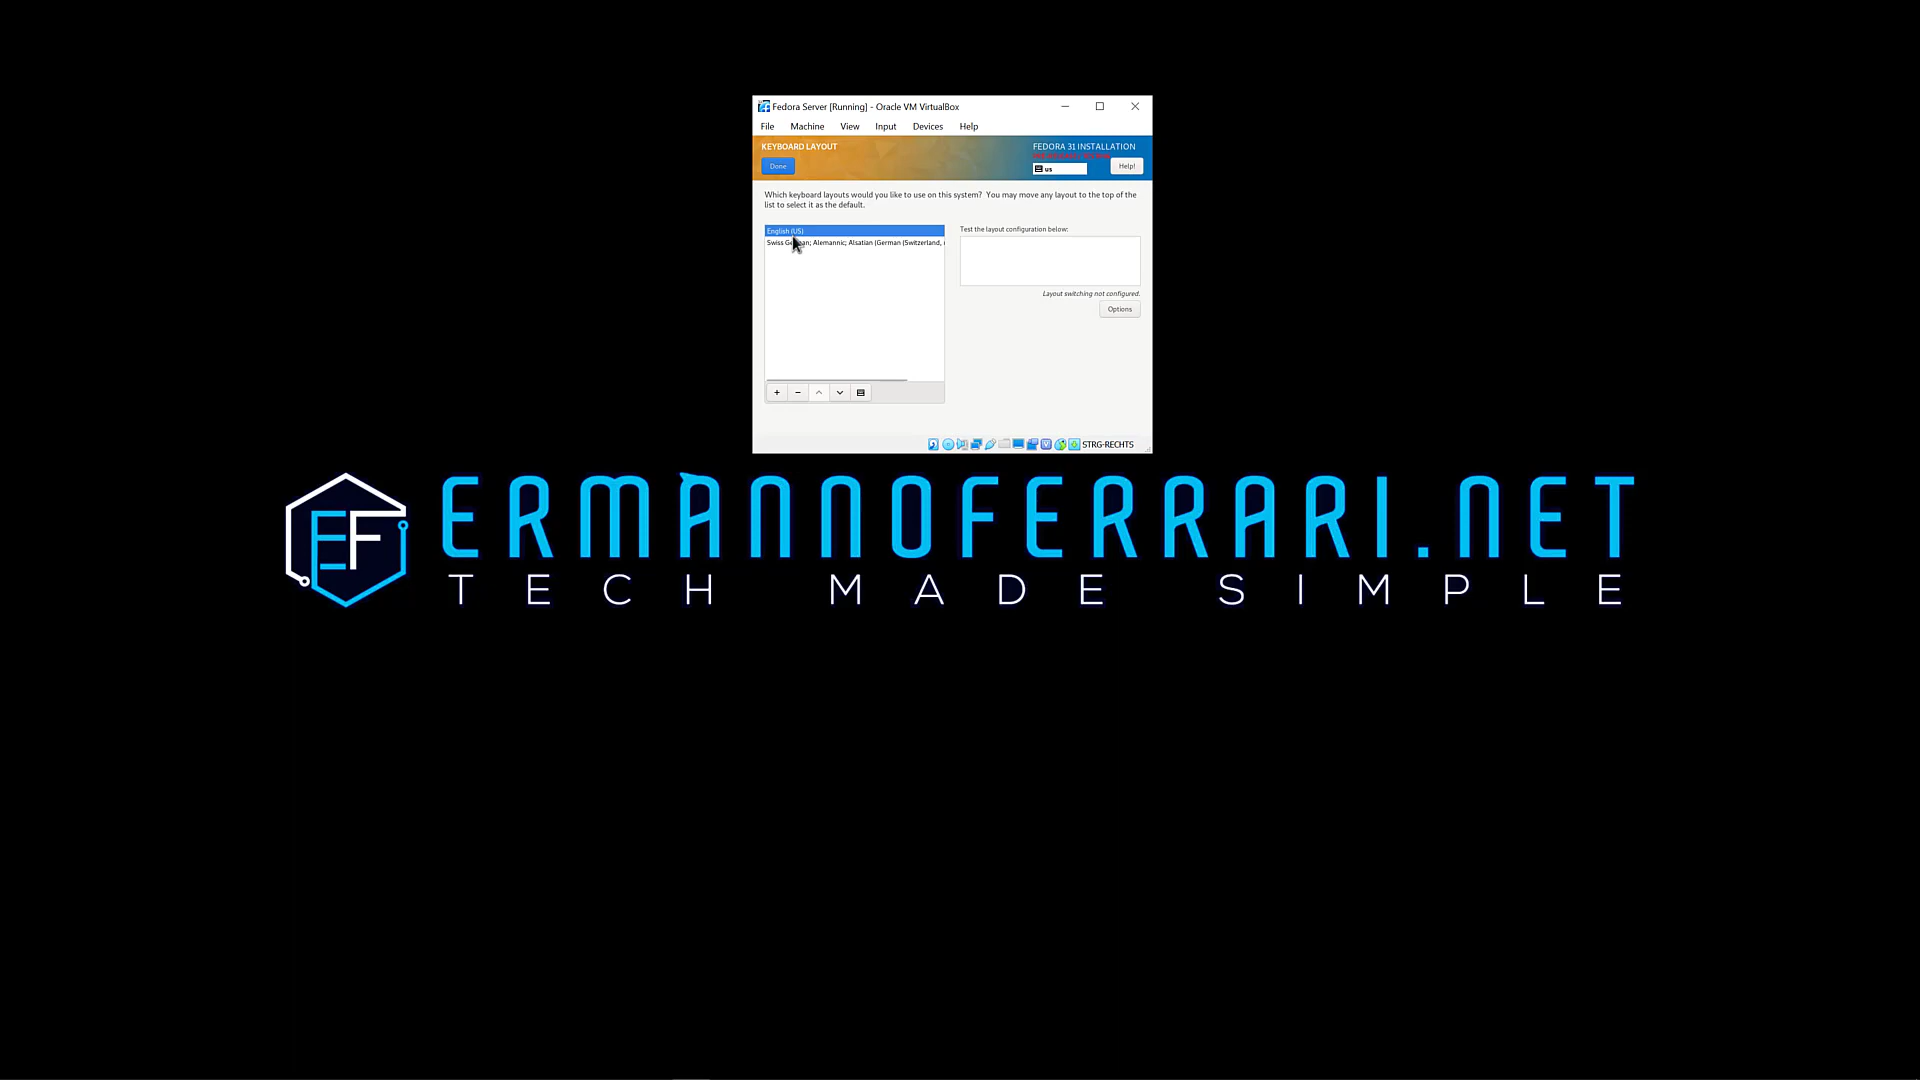 Fedora Server [Running] - Oracle VM VirtualBox
File Machine View Input Devices Help
KEYBOARD LAYOUT
FEDORA 31 INSTALLATION
Done
us
Help!
Which keyboard layouts would you like to use on this system? You may move any layout to the top of the
list to select it as the default.
English (US)
Swiss German; Alemannic; Alsatian (German (Switzerland,
Test the layout configuration below:
Layout switching not configured.
Options
STRG-RECHTS
EF
ERMANNOFERRARI.NET
TECH MADE SIMPLE